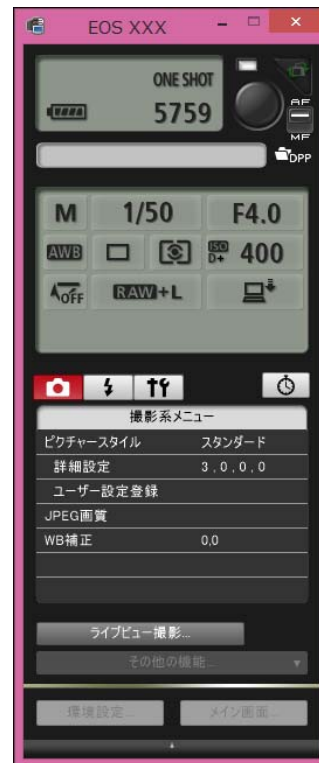 EOS XXX
ONE SHOT
5759
AF
MF
DPP
M 1/50 F4.0
AWB ISO D+ 400
OFF RAW+L
撮影系メニュー
ピクチャースタイル スタンダード
詳細設定 3,0,0,0
ユーザー設定登録
JPEG画質
WB補正 0,0
ライブビュー撮影...
その他の機能...
環境設定... メイン画面...